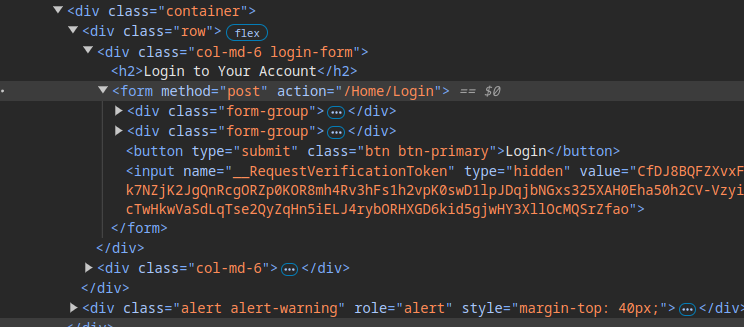 <div class="container">
<div class="row"> flex
<div class="col-md-6 login-form">
<h2>Login to Your Account</h2>
<form method="post" action="/Home/Login"> == $0
<div class="form-group">…</div>
<div class="form-group">…</div>
<button type="submit" class="btn btn-primary">Login</button>
<input name="__RequestVerificationToken" type="hidden" value="CfDJ8BQFZXvxF
k7NZjK2JgQnRcgORZp0KOR8mh4Rv3hFs1h2vpK0swD1lpJDqjbNGxs325XAH0Eha50h2CV-Vzyi
cTwHkwVaSdLqTse2QyZqHn5iELJ4rybORHXGD6kid5gjwHY3XllOcMQSrZfao">
</form>
</div>
<div class="col-md-6">…</div>
</div>
<div class="alert alert-warning" role="alert" style="margin-top: 40px;">…</div>
</div>